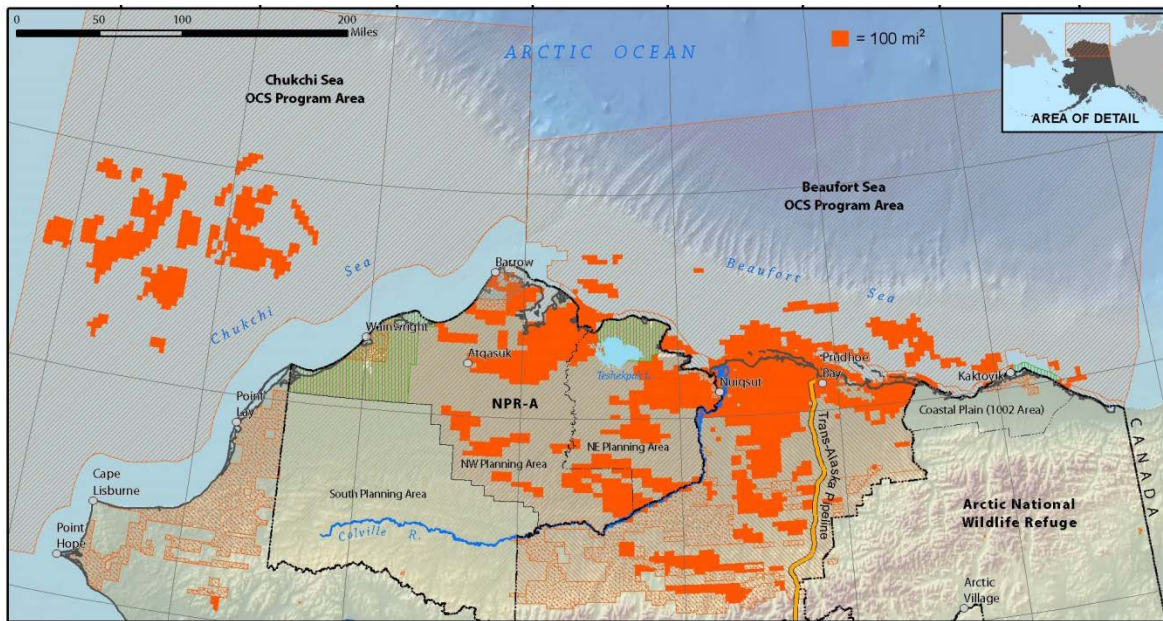 0
50
100
200
Miles
ARCTIC OCEAN
= 100 mi²
AREA OF DETAIL
Chukchi Sea
OCS Program Area
Beaufort Sea
OCS Program Area
Chukchi Sea
Beaufort Sea
Barrow
Wainwright
Atqasuk
Teshekpuk L.
Nuiqsut
Prudhoe
Bay
Kaktovik
Coastal Plain (1002 Area)
Point
Lay
NPR-A
NE Planning Area
NW Planning Area
South Planning Area
Trans-Alaska Pipeline
CANADA
Cape
Lisburne
Point
Hope
Colville R.
Arctic National
Wildlife Refuge
Arctic
Village